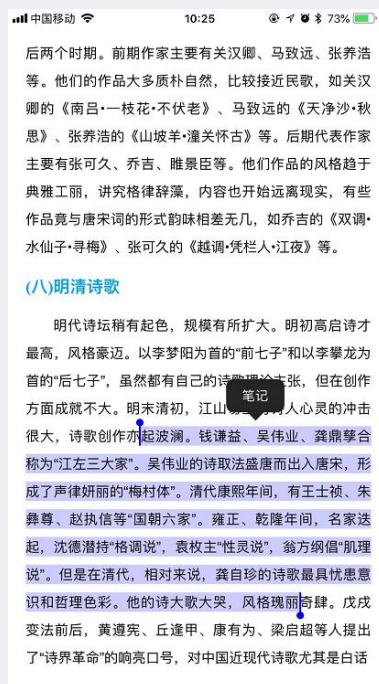 中国移动 10:25 73%
后两个时期。前期作家主要有关汉卿、马致远、张养浩
等。他们的作品大多质朴自然，比较接近民歌，如关汉
卿的《南吕·一枝花·不伏老》、马致远的《天净沙·秋
思》、张养浩的《山坡羊·潼关怀古》等。后期代表作家
主要有张可久、乔吉、雎景臣等。他们作品的风格趋于
典雅工丽，讲究格律辞藻，内容也开始远离现实，有些
作品竟与唐宋词的形式韵味相差无几，如乔吉的《双调·
水仙子·寻梅》、张可久的《越调·凭栏人·江夜》等。
(八)明清诗歌
明代诗坛稍有起色，规模有所扩大。明初高启诗才
最高，风格豪迈。以李梦阳为首的“前七子”和以李攀龙为
首的“后七子”，虽然都有自己的诗歌理论主张，但在创作
笔记
方面成就不大。明末清初，江山 人心灵的冲击
很大，诗歌创作亦起波澜。钱谦益、吴伟业、龚鼎孳合
称为“江左三大家”。吴伟业的诗取法盛唐而出入唐宋，形
成了声律妍丽的“梅村体”。清代康熙年间，有王士祯、朱
彝尊、赵执信等“国朝六家”。雍正、乾隆年间，名家迭
起，沈德潜持“格调说”，袁枚主“性灵说”，翁方纲倡“肌理
说”。但是在清代，相对来说，龚自珍的诗歌最具忧患意
识和哲理色彩。他的诗大歌大哭，风格瑰丽奇肆。戊戌
变法前后，黄遵宪、丘逢甲、康有为、梁启超等人提出
了“诗界革命”的响亮口号，对中国近现代诗歌尤其是白话